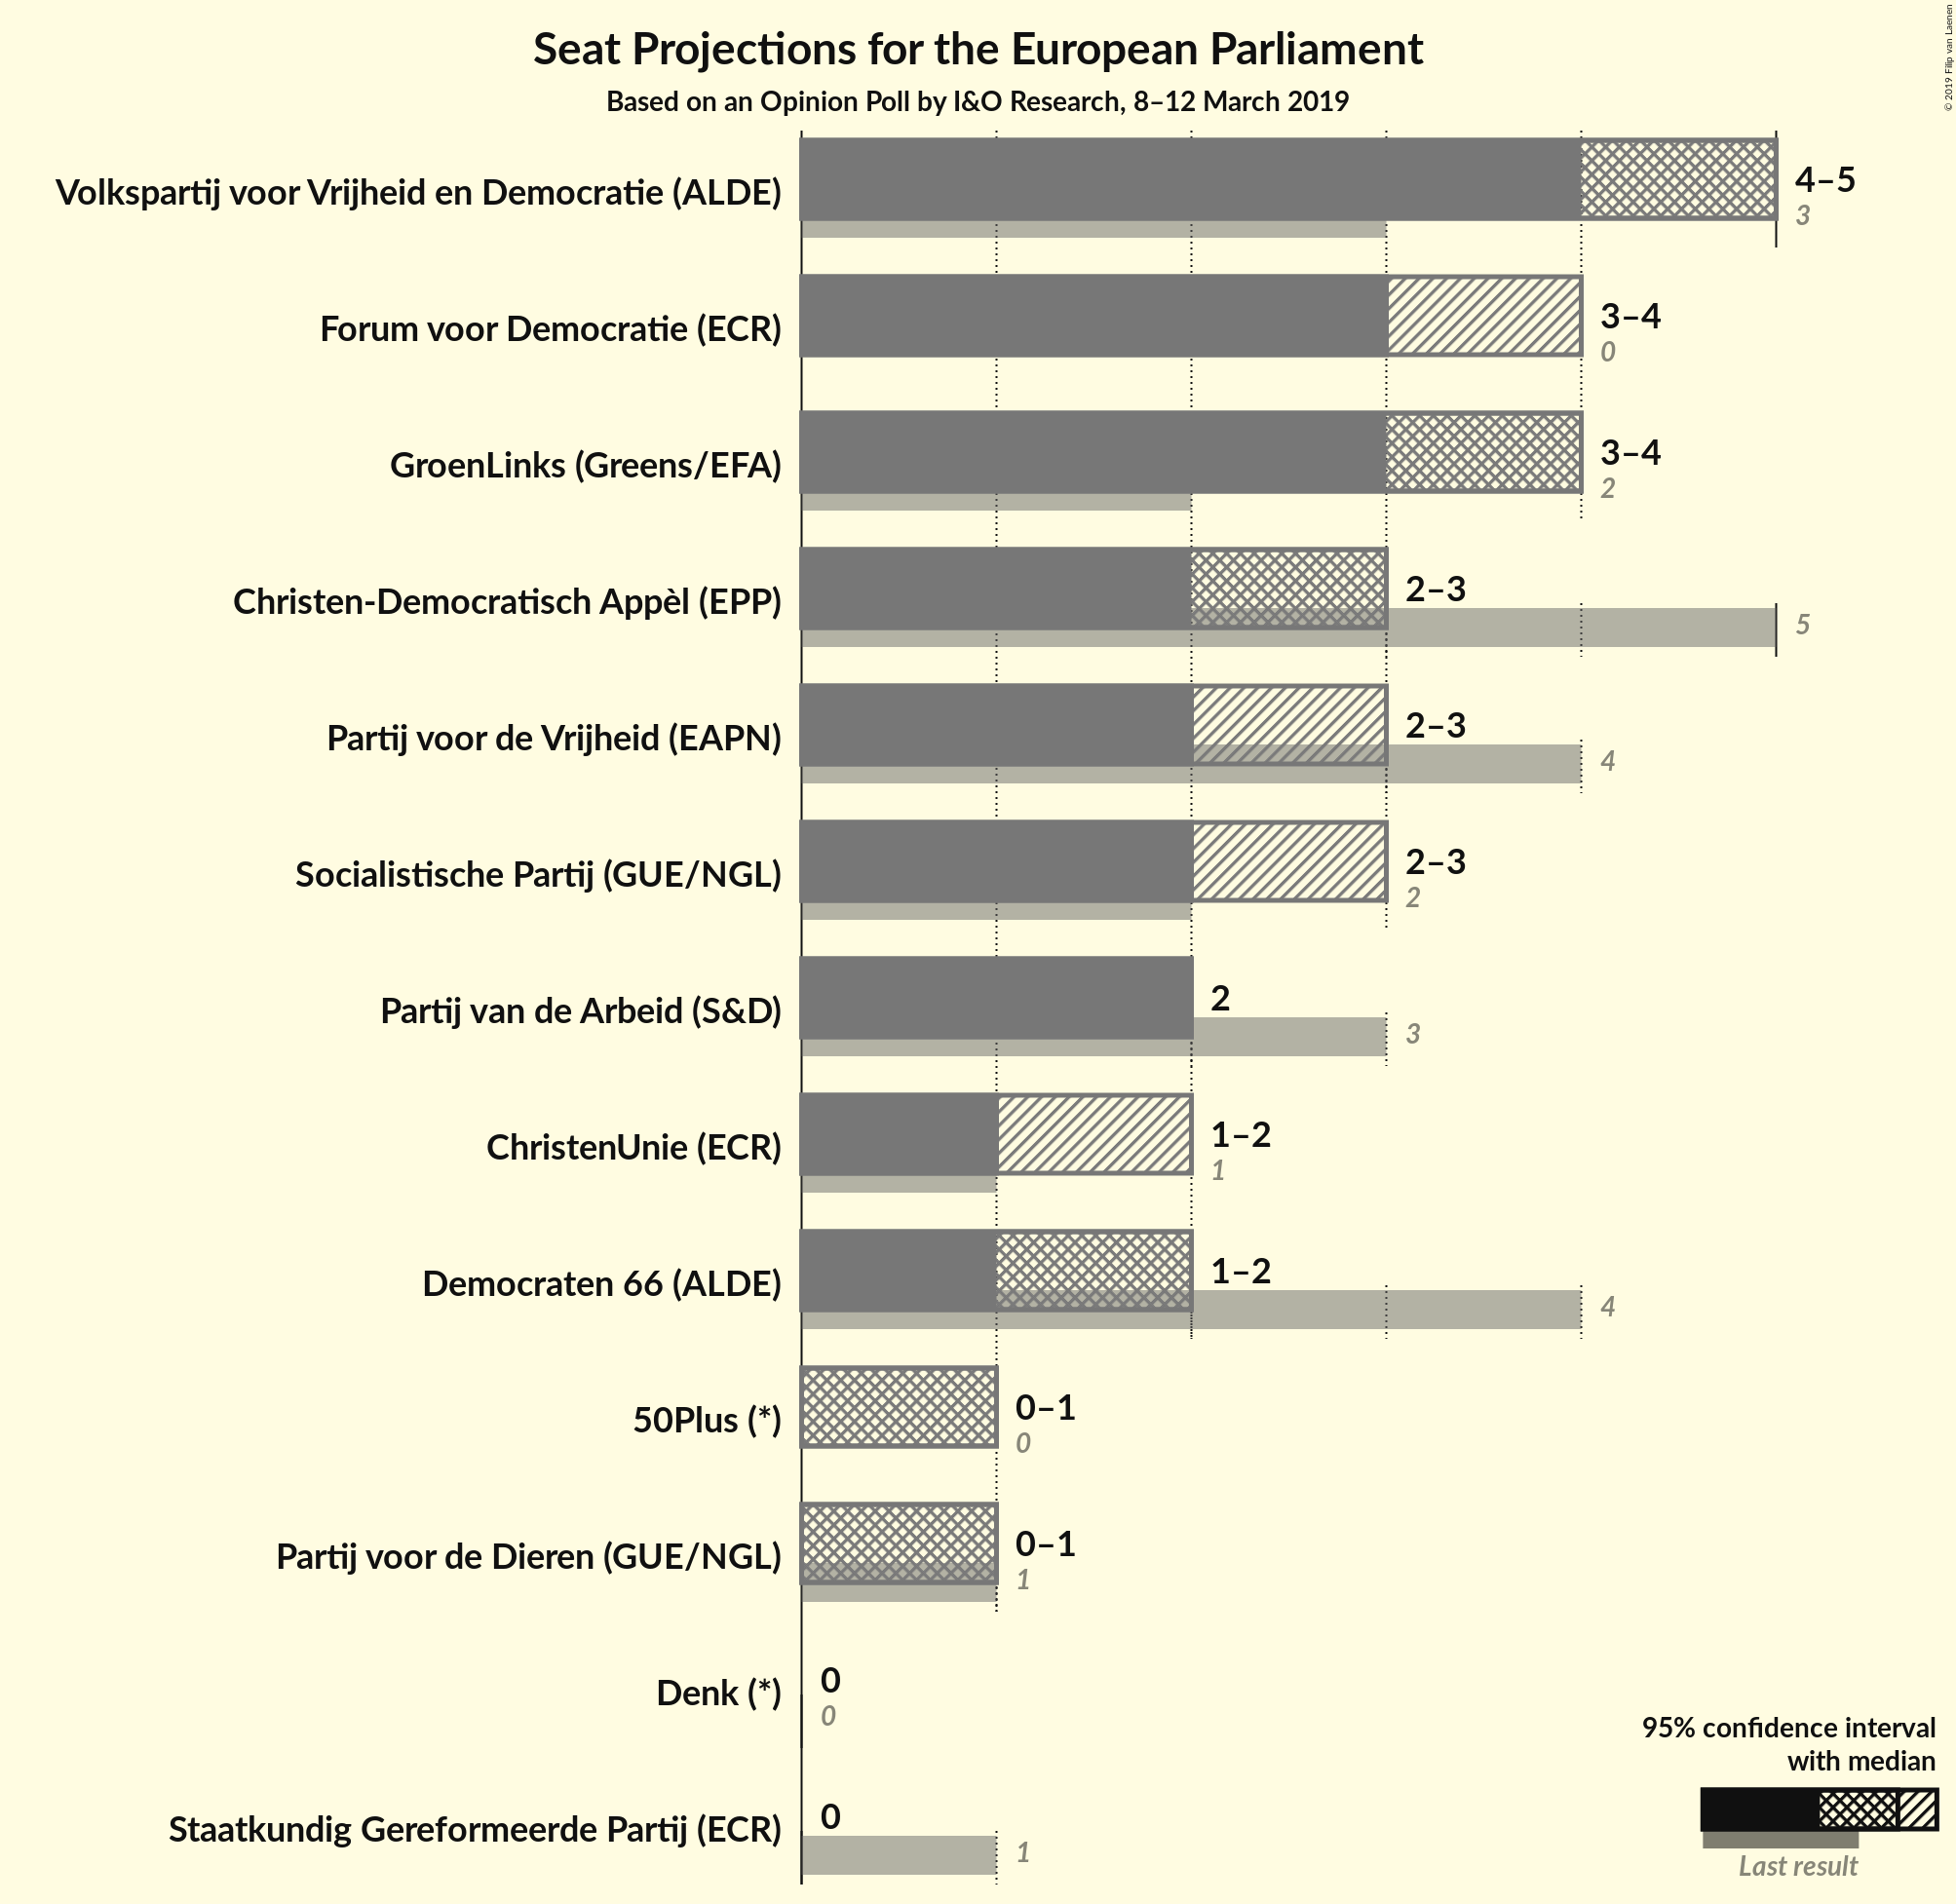 Seat Projections for the European Parliament
Based on an Opinion Poll by I&O Research, 8–12 March 2019
© 2019 Filip van Laenen
Volkspartij voor Vrijheid en Democratie (ALDE)
4–5
3
Forum voor Democratie (ECR)
3–4
0
GroenLinks (Greens/EFA)
3–4
2
Christen-Democratisch Appèl (EPP)
2–3
5
Partij voor de Vrijheid (EAPN)
2–3
4
Socialistische Partij (GUE/NGL)
2–3
2
Partij van de Arbeid (S&D)
2
3
ChristenUnie (ECR)
1–2
1
Democraten 66 (ALDE)
1–2
4
50Plus (*)
0–1
0
Partij voor de Dieren (GUE/NGL)
0–1
1
Denk (*)
0
0
Staatkundig Gereformeerde Partij (ECR)
0
1
95% confidence interval
with median
Last result